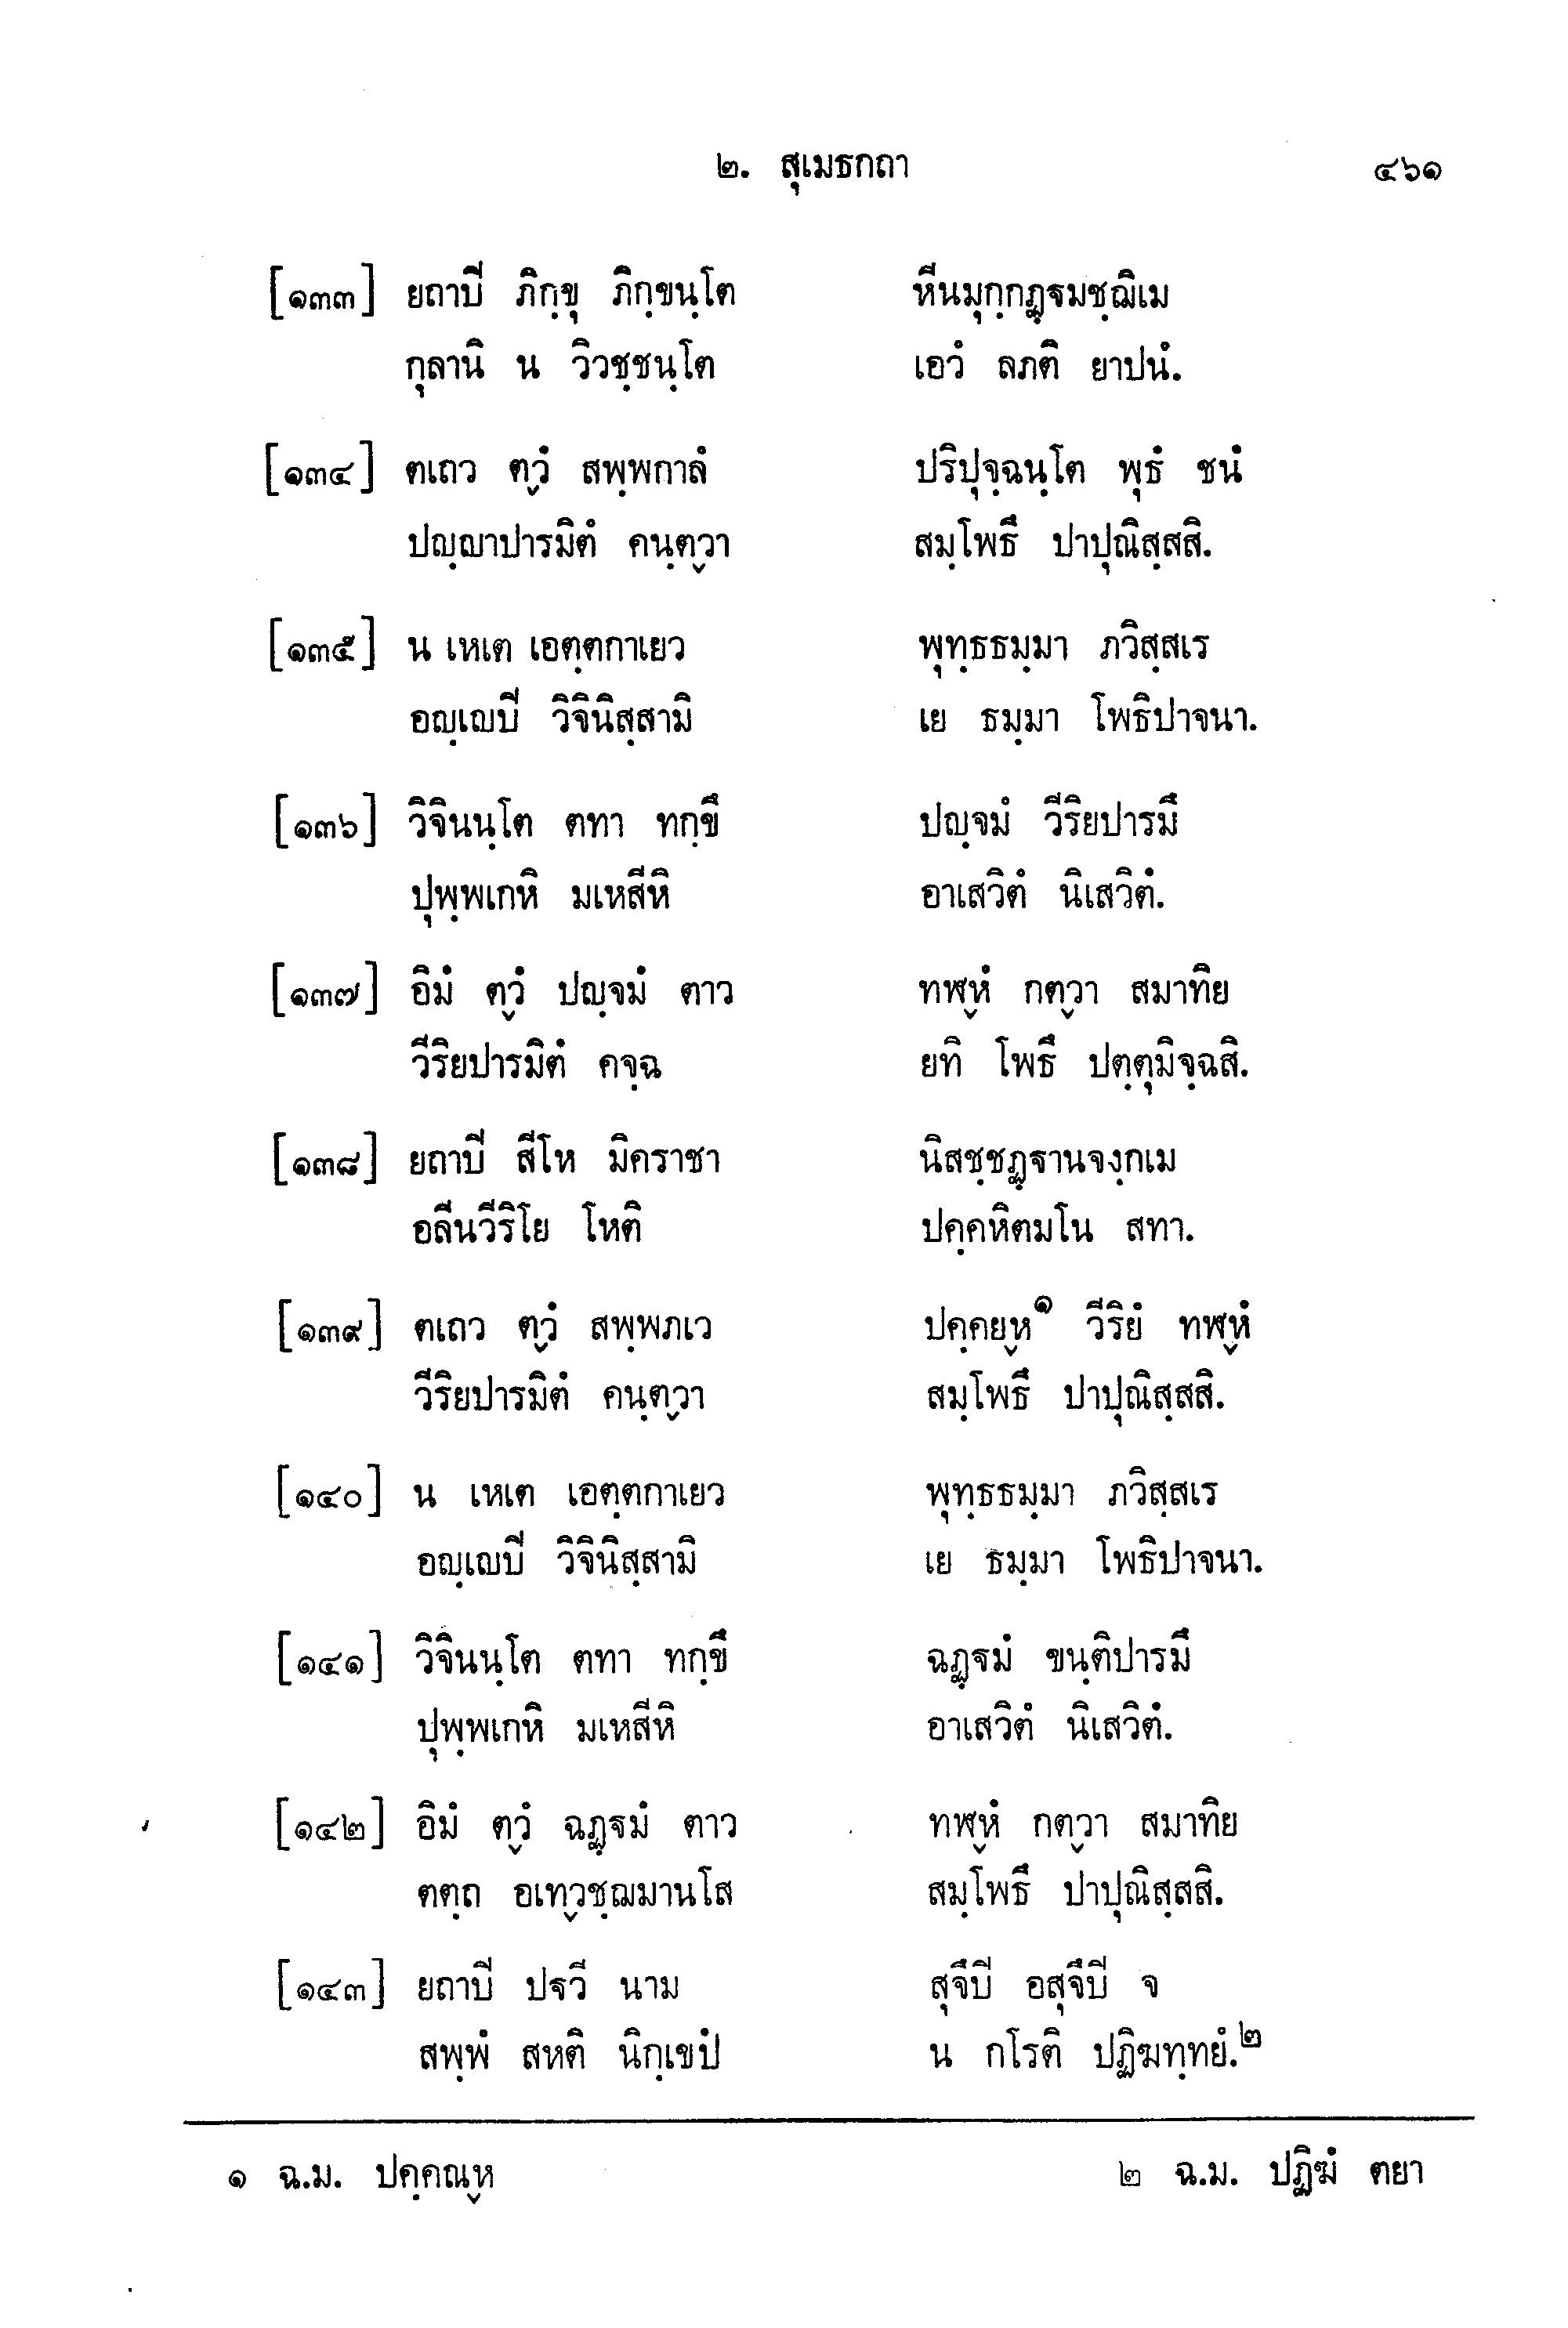 ๒. สุเมธกถา ๔๖๑
[๑๓๓] ยถาปิ ภิกฺขุ ภิกฺขนฺโต หีนมุกฺกฏฺฐมชฺฌิเม
กุลานิ น วิวชฺชนฺโต เอวํ ลภติ ยาปนํ.
[๑๓๔] ตเถว ตฺวํ สพฺพกาลํ ปริปุจฺฉนฺโต พุธํ ชนํ
ปญฺญาปารมิตํ คนฺตฺวา สมฺโพธึ ปาปุณิสฺสสิ.
[๑๓๕] น เหเต เอตฺตกาเยว พุทฺธธมฺมา ภวิสฺสเร
อญฺเญปิ วิจินิสฺสามิ เย ธมฺมา โพธิปาจนา.
[๑๓๖] วิจินนฺโต ตทา ทกฺขึ ปญฺจมํ วีริยปารมึ
ปุพฺพเกหิ มเหสีหิ อาเสวิตํ นิเสวิตํ.
[๑๓๗] อิมํ ตฺวํ ปญฺจมํ ตาว ทฬฺหํ กตฺวา สมาทิย
วีริยปารมิตํ คจฺฉ ยทิ โพธึ ปตฺตุมิจฺฉสิ.
[๑๓๘] ยถาปิ สีโห มิคราชา นิสชฺชฏฺฐานจงฺกเม
อลีนวีริโย โหติ ปคฺคหิตมโน สทา.
[๑๓๙] ตเถว ตฺวํ สพฺพภเว ปคฺคยฺห๑ วีริยํ ทฬฺหํ
วีริยปารมิตํ คนฺตฺวา สมฺโพธึ ปาปุณิสฺสสิ.
[๑๔๐] น เหเต เอตฺตกาเยว พุทฺธธมฺมา ภวิสฺสเร
อญฺเญปิ วิจินิสฺสามิ เย ธมฺมา โพธิปาจนา.
[๑๔๑] วิจินนฺโต ตทา ทกฺขึ ฉฏฺฐมํ ขนฺติปารมึ
ปุพฺพเกหิ มเหสีหิ อาเสวิตํ นิเสวิตํ.
[๑๔๒] อิมํ ตฺวํ ฉฏฺฐมํ ตาว ทฬฺหํ กตฺวา สมาทิย
ตตฺถ อเทฺวชฺฌมานโส สมฺโพธึ ปาปุณิสฺสสิ.
[๑๔๓] ยถาปิ ปฐวี นาม สุจึปิ อสุจึปิ จ
สพฺพํ สหติ นิกฺเขปํ น กโรติ ปฏิฆทฺทยํ.๒
๑ ฉ.ม. ปคฺคณฺห ๒ ฉ.ม. ปฏิฆํ ตยา